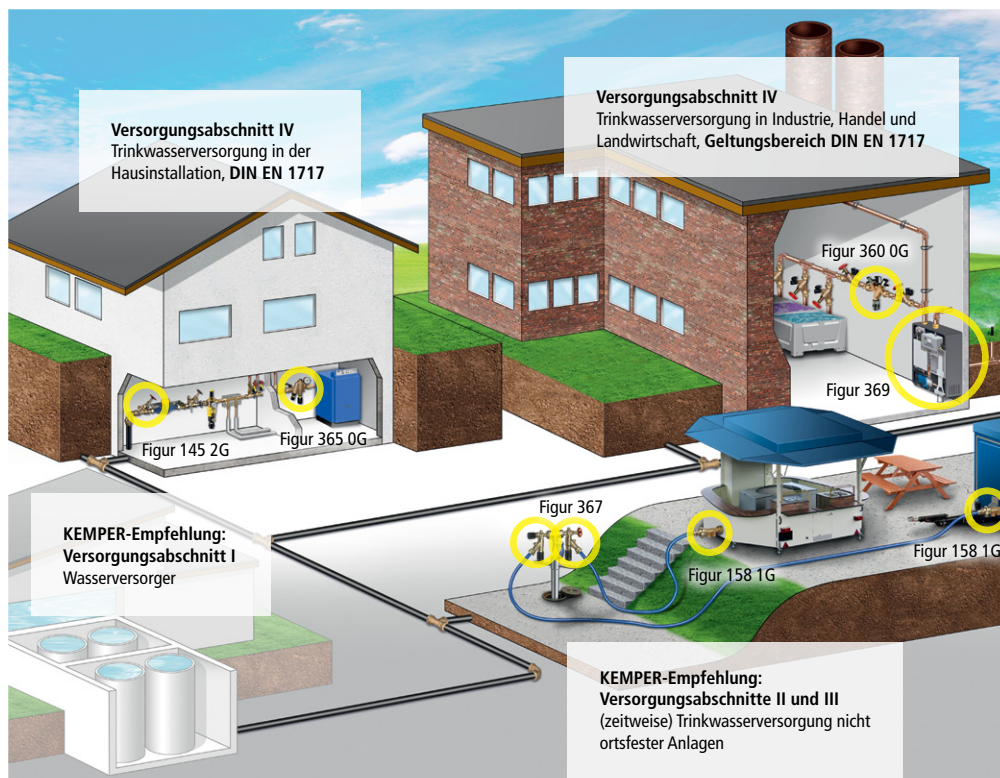 Versorgungsabschnitt IV
Trinkwasserversorgung in der
Hausinstallation, DIN EN 1717
Versorgungsabschnitt IV
Trinkwasserversorgung in Industrie, Handel und
Landwirtschaft, Geltungsbereich DIN EN 1717
Figur 360 0G
Figur 369
Figur 145 2G
Figur 365 0G
KEMPER-Empfehlung:
Versorgungsabschnitt I
Wasserversorger
Figur 367
Figur 158 1G
Figur 158 1G
KEMPER-Empfehlung:
Versorgungsabschnitte II und III
(zeitweise) Trinkwasserversorgung nicht
ortsfester Anlagen